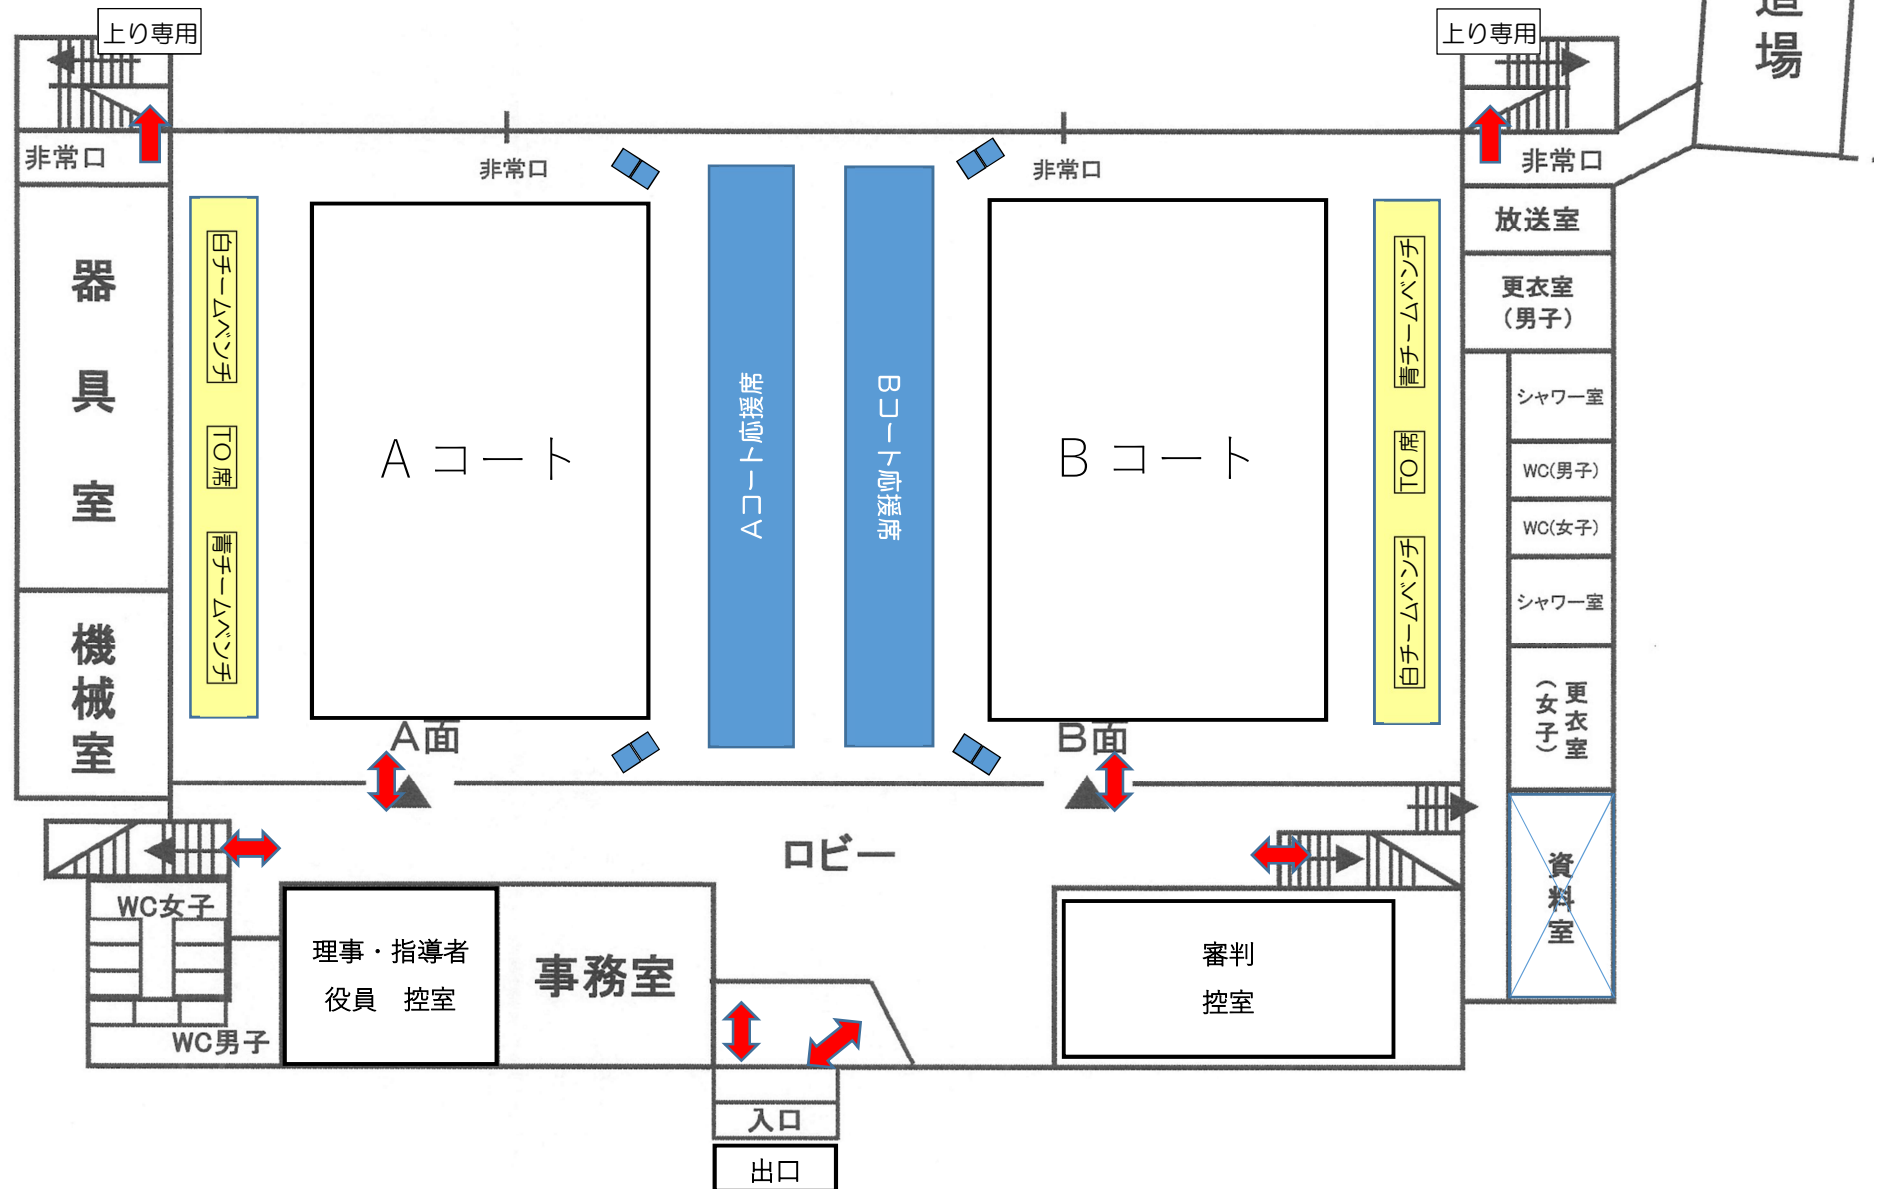 上り専用
上り専用
場
非常口
非常口
非常口
非常口
器具室
白チームベンチ
TO席
青チームベンチ
Aコート
Aコート応援席
Bコート応援席
Bコート
青チームベンチ
TO席
白チームベンチ
放送室
更衣室
（男子）
シャワー室
WC(男子)
WC(女子)
シャワー室
更衣室
（女子）
資料室
機械室
A面
B面
ロビー
WC女子
WC男子
理事・指導者
役員　控室
事務室
審判
控室
入口
出口